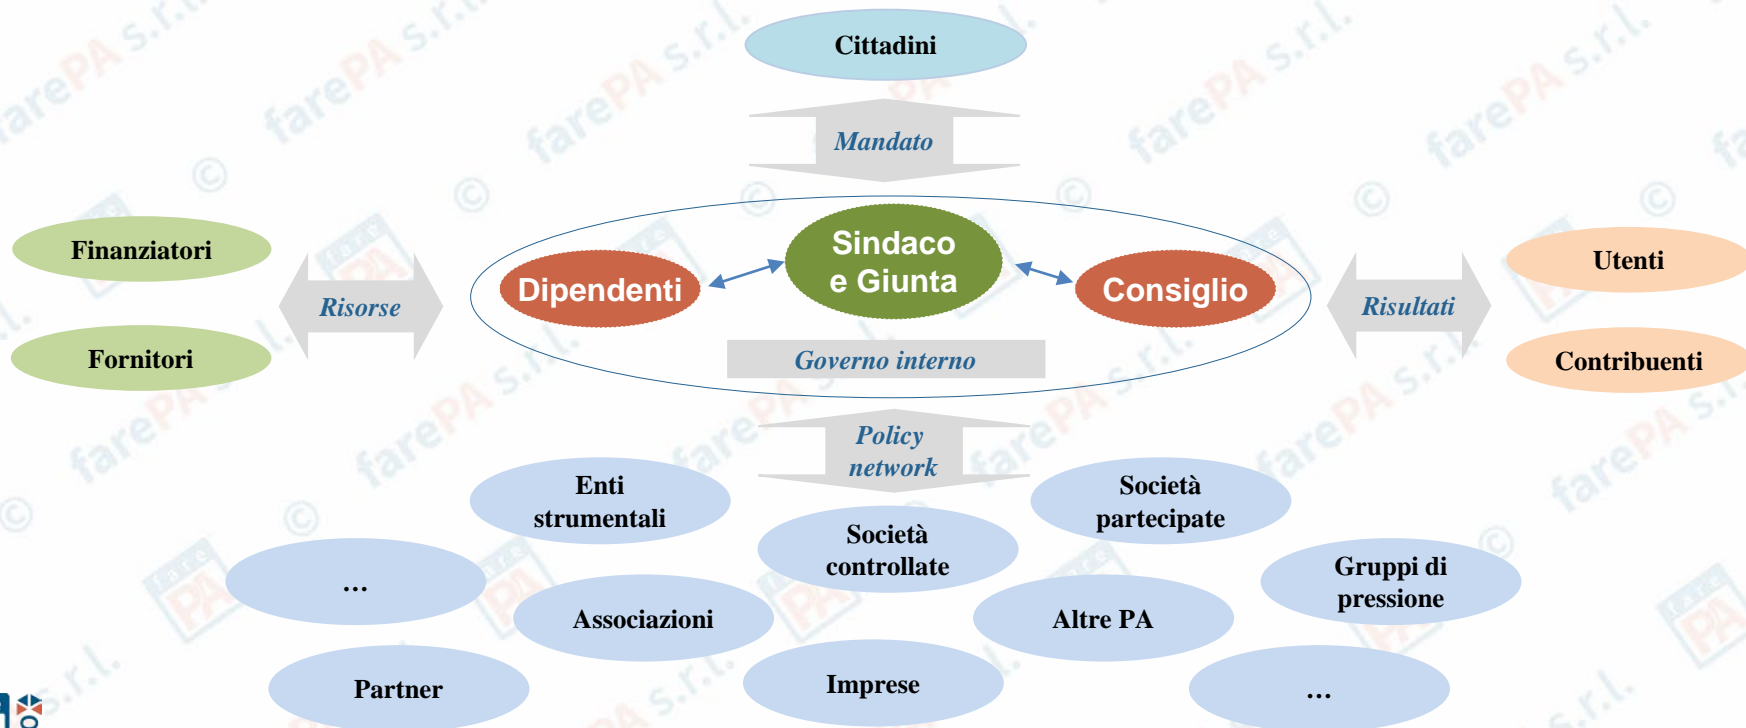 Cittadini
Mandato
Finanziatori
Fornitori
Risorse
Dipendenti
Sindaco
e Giunta
Consiglio
Governo interno
Risultati
Utenti
Contribuenti
Policy
network
Enti
strumentali
Società
controllate
Società
partecipate
Gruppi di
pressione
…
Associazioni
Altre PA
Partner
Imprese
…
© farePA s.r.l.